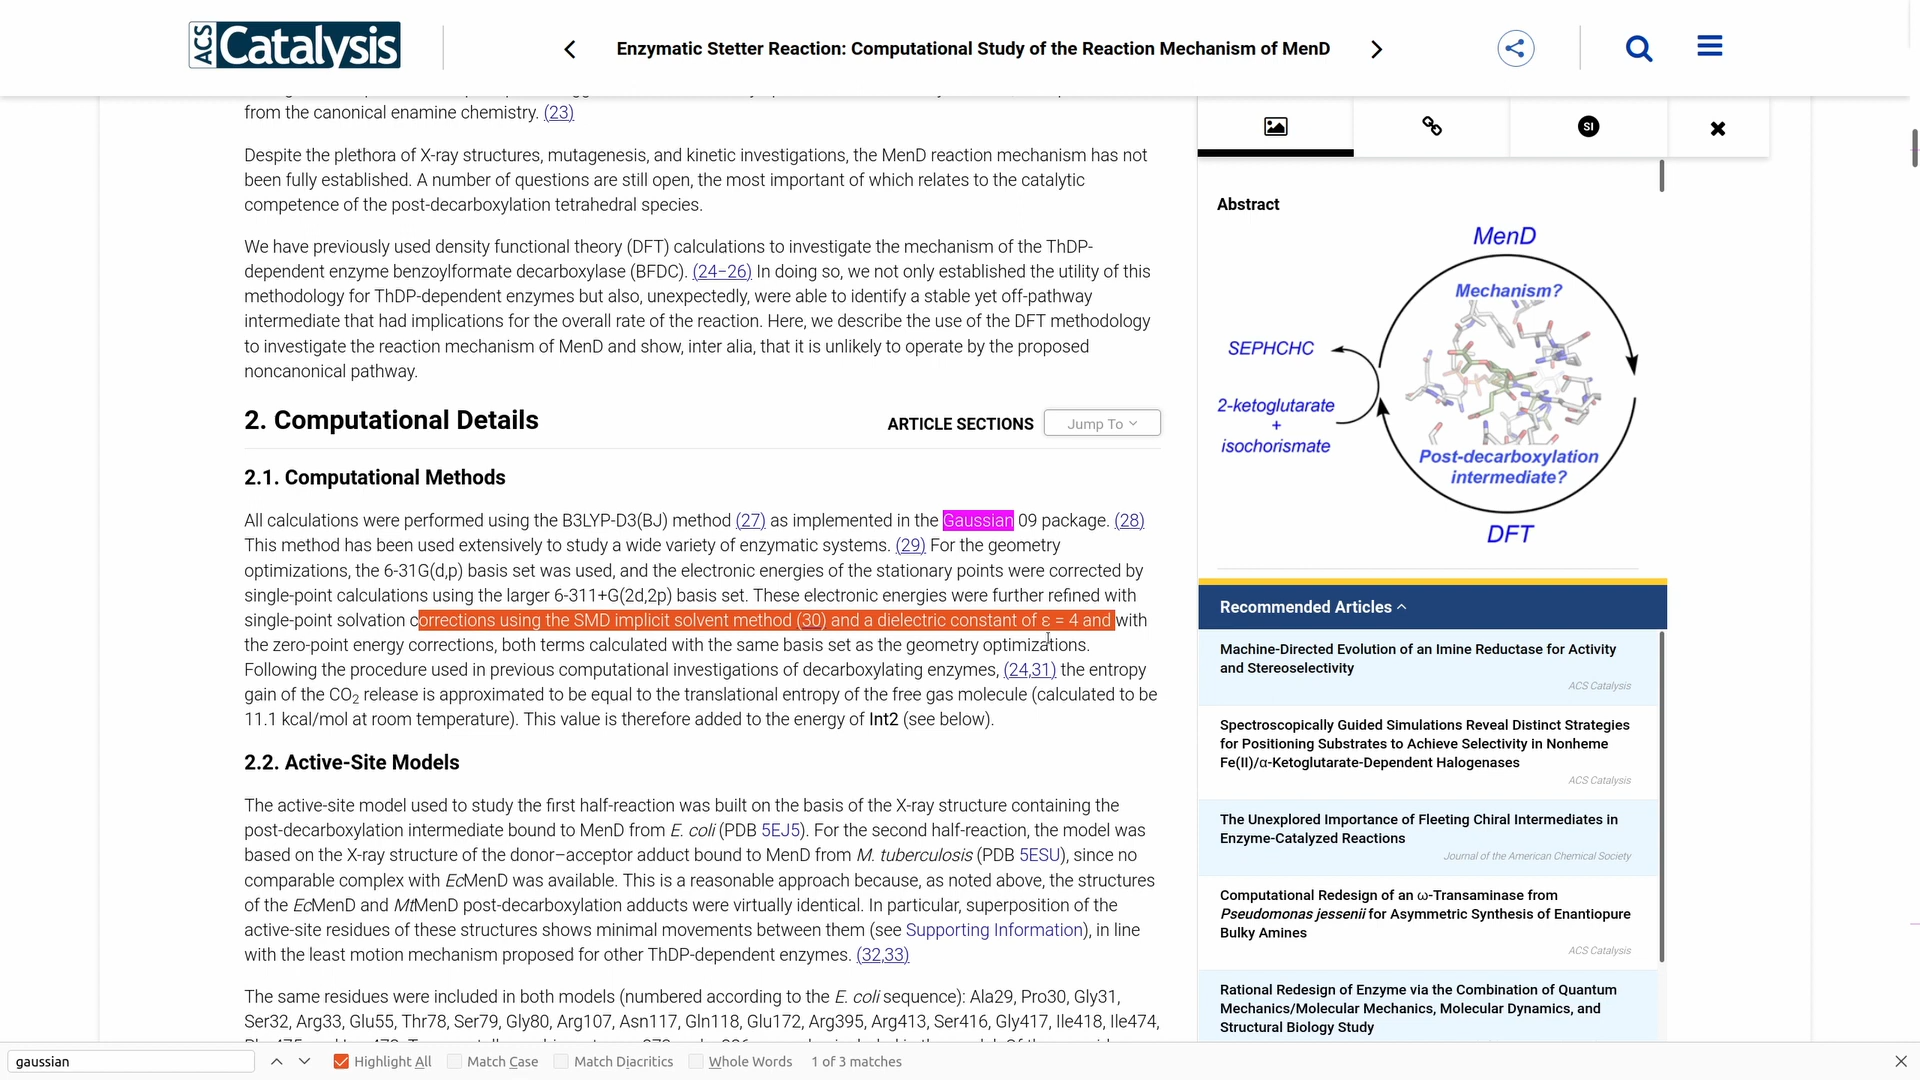 ACS Catalysis
Enzymatic Stetter Reaction: Computational Study of the Reaction Mechanism of MenD
from the canonical enamine chemistry. (23)
Despite the plethora of X-ray structures, mutagenesis, and kinetic investigations, the MenD reaction mechanism has not
been fully established. A number of questions are still open, the most important of which relates to the catalytic
competence of the post-decarboxylation tetrahedral species.
We have previously used density functional theory (DFT) calculations to investigate the mechanism of the ThDP-
dependent enzyme benzoylformate decarboxylase (BFDC). (24−26) In doing so, we not only established the utility of this
methodology for ThDP-dependent enzymes but also, unexpectedly, were able to identify a stable yet off-pathway
intermediate that had implications for the overall rate of the reaction. Here, we describe the use of the DFT methodology
to investigate the reaction mechanism of MenD and show, inter alia, that it is unlikely to operate by the proposed
noncanonical pathway.
2. Computational Details
ARTICLE SECTIONS
Jump To
2.1. Computational Methods
All calculations were performed using the B3LYP-D3(BJ) method (27) as implemented in the Gaussian 09 package. (28)
This method has been used extensively to study a wide variety of enzymatic systems. (29) For the geometry
optimizations, the 6-31G(d,p) basis set was used, and the electronic energies of the stationary points were corrected by
single-point calculations using the larger 6-311+G(2d,2p) basis set. These electronic energies were further refined with
single-point solvation corrections using the SMD implicit solvent method (30) and a dielectric constant of ε = 4 and with
the zero-point energy corrections, both terms calculated with the same basis set as the geometry optimizations.
Following the procedure used in previous computational investigations of decarboxylating enzymes, (24,31) the entropy
gain of the CO2 release is approximated to be equal to the translational entropy of the free gas molecule (calculated to be
11.1 kcal/mol at room temperature). This value is therefore added to the energy of Int2 (see below).
2.2. Active-Site Models
The active-site model used to study the first half-reaction was built on the basis of the X-ray structure containing the
post-decarboxylation intermediate bound to MenD from E. coli (PDB 5EJ5). For the second half-reaction, the model was
based on the X-ray structure of the donor−acceptor adduct bound to MenD from M. tuberculosis (PDB 5ESU), since no
comparable complex with EcMenD was available. This is a reasonable approach because, as noted above, the structures
of the EcMenD and MtMenD post-decarboxylation adducts were virtually identical. In particular, superposition of the
active-site residues of these structures shows minimal movements between them (see Supporting Information), in line
with the least motion mechanism proposed for other ThDP-dependent enzymes. (32,33)
The same residues were included in both models (numbered according to the E. coli sequence): Ala29, Pro30, Gly31,
Ser32, Arg33, Glu55, Thr78, Ser79, Gly80, Arg107, Asn117, Gln118, Glu172, Arg395, Arg413, Ser416, Gly417, Ile418, Ile474,
SI
Abstract
MenD
Mechanism?
SEPHCHC
2-ketoglutarate
+
isochorismate
Post-decarboxylation
intermediate?
DFT
Recommended Articles
Machine-Directed Evolution of an Imine Reductase for Activity
and Stereoselectivity
ACS Catalysis
Spectroscopically Guided Simulations Reveal Distinct Strategies
for Positioning Substrates to Achieve Selectivity in Nonheme
Fe(II)/α-Ketoglutarate-Dependent Halogenases
ACS Catalysis
The Unexplored Importance of Fleeting Chiral Intermediates in
Enzyme-Catalyzed Reactions
Journal of the American Chemical Society
Computational Redesign of an ω-Transaminase from
Pseudomonas jessenii for Asymmetric Synthesis of Enantiopure
Bulky Amines
ACS Catalysis
Rational Redesign of Enzyme via the Combination of Quantum
Mechanics/Molecular Mechanics, Molecular Dynamics, and
Structural Biology Study
gaussian
Highlight All
Match Case
Match Diacritics
Whole Words
1 of 3 matches